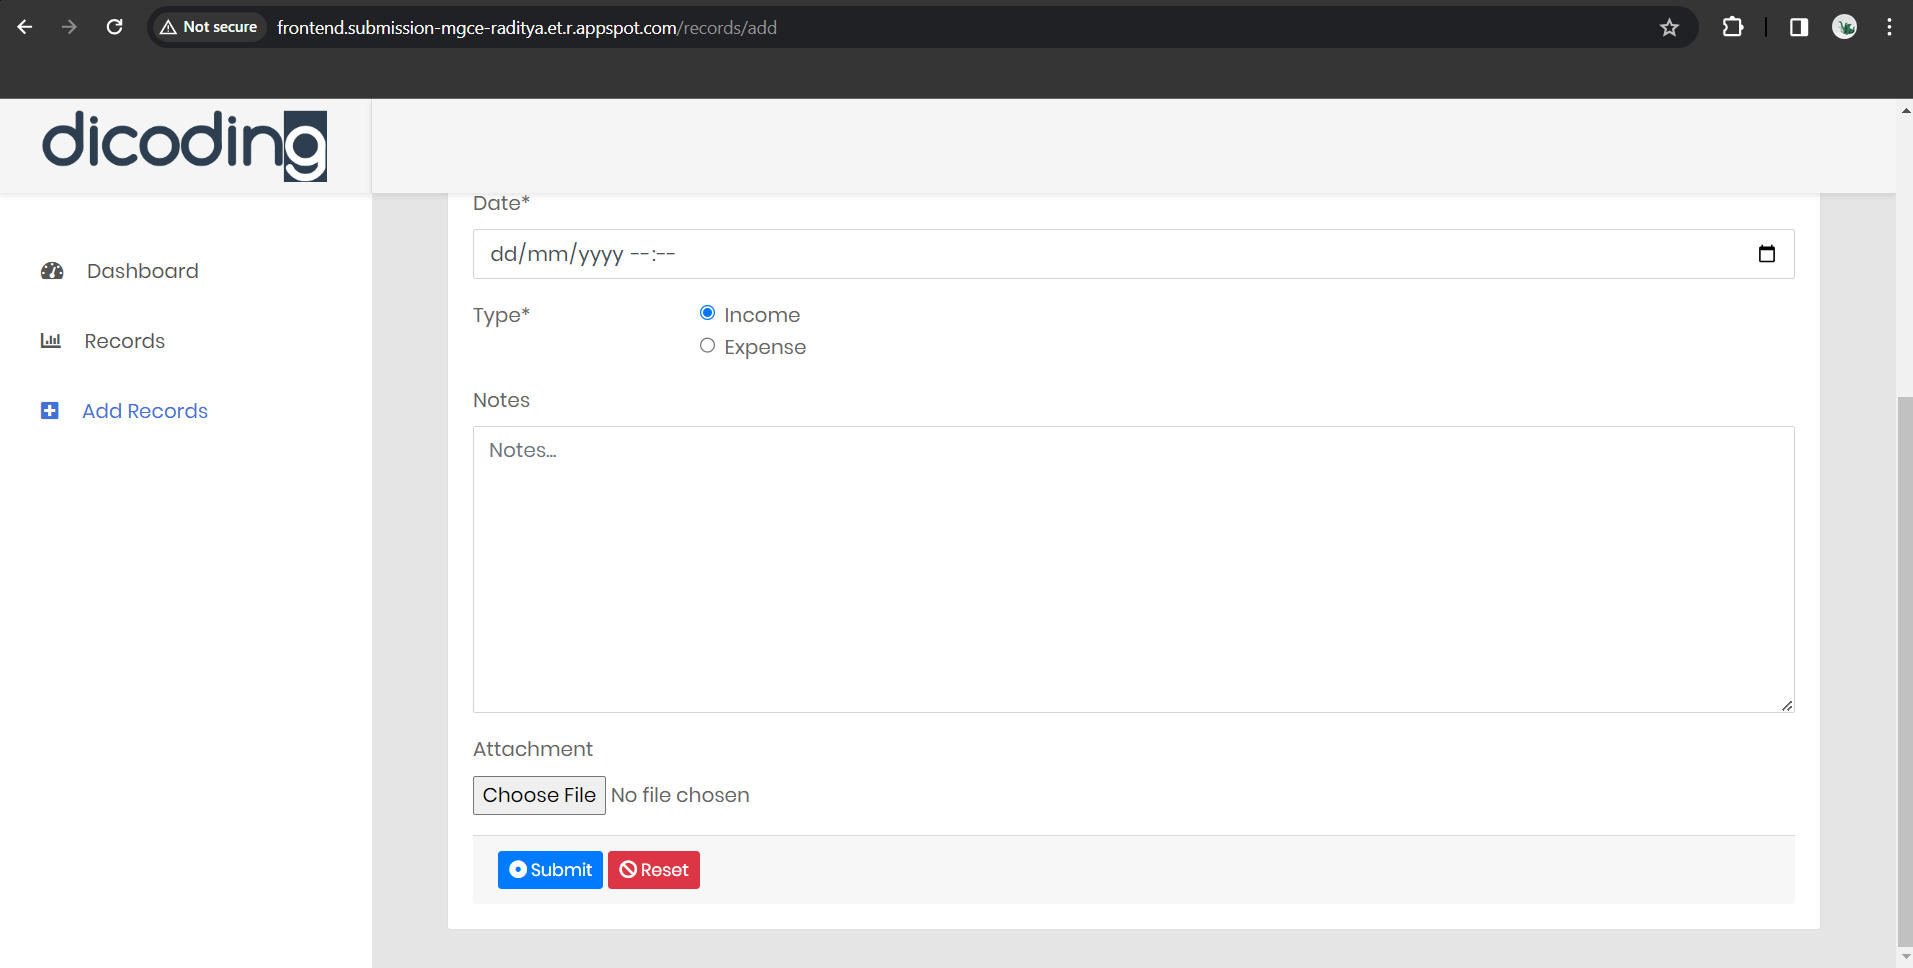 Not secure
frontend.submission-mgce-raditya.et.r.appspot.com/records/add
dicoding
Dashboard
Records
Add Records
Date*
dd/mm/yyyy --:--
Type*
Income
Expense
Notes
Notes...
Attachment
Choose File No file chosen
Submit Reset